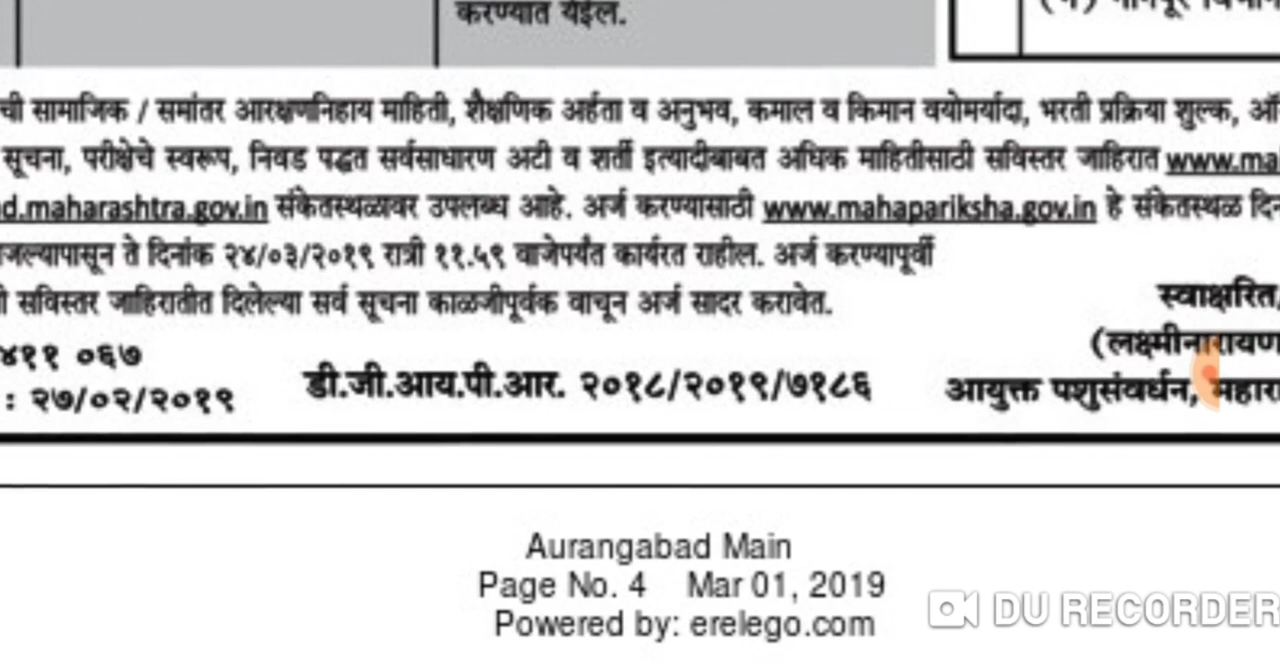 करण्यात येईल.
ची सामाजिक / समांतर आरक्षणनिहाय माहिती, शैक्षणिक अर्हता व अनुभव, कमाल व किमान वयोमर्यादा, भरती प्रक्रिया शुल्क,
सूचना, परीक्षेचे स्वरूप, निवड पद्धत सर्वसाधारण अटी व शर्ती इत्यादीबाबत अधिक माहितीसाठी सविस्तर जाहिरात www.mah
d.maharashtra.gov.in संकेतस्थळावर उपलब्ध आहे. अर्ज करण्यासाठी www.mahapariksha.gov.in हे संकेतस्थळ दिन
जल्यापासून ते दिनांक २४/०३/२०१९ रात्री ११.५९ वाजेपर्यंत कार्यरत राहील. अर्ज करण्यापूर्वी
सविस्तर जाहिरातीत दिलेल्या सर्व सूचना काळजीपूर्वक वाचून अर्ज सादर करावेत.
स्वाक्षरित
४११ ०६७
(लक्ष्मीनारायण
: २७/०२/२०१९ डी.जी.आय.पी.आर. २०१८/२०१९/७१८६ आयुक्त पशुसंवर्धन, महारा
Aurangabad Main
Page No. 4 Mar 01, 2019
Powered by: erelego.com
DU RECORDER